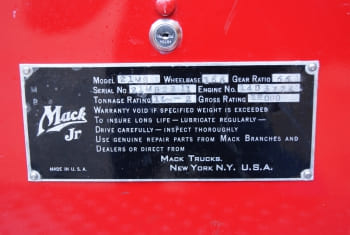 Mack
Jr
MADE IN U.S.A.
MODEL WHEELBASE GEAR RATIO
SERIAL NO ENGINE NO.
TONNAGE RATING GROSS RATING
WARRANTY VOID IF SPECIFIED WEIGHT IS EXCEEDED
TO INSURE LONG LIFE – LUBRICATE REGULARLY –
DRIVE CAREFULLY – INSPECT THOROUGHLY
USE GENUINE REPAIR PARTS FROM MACK BRANCHES AND
DEALERS OR DIRECT FROM
MACK TRUCKS.
NEW YORK N.Y. U.S.A.